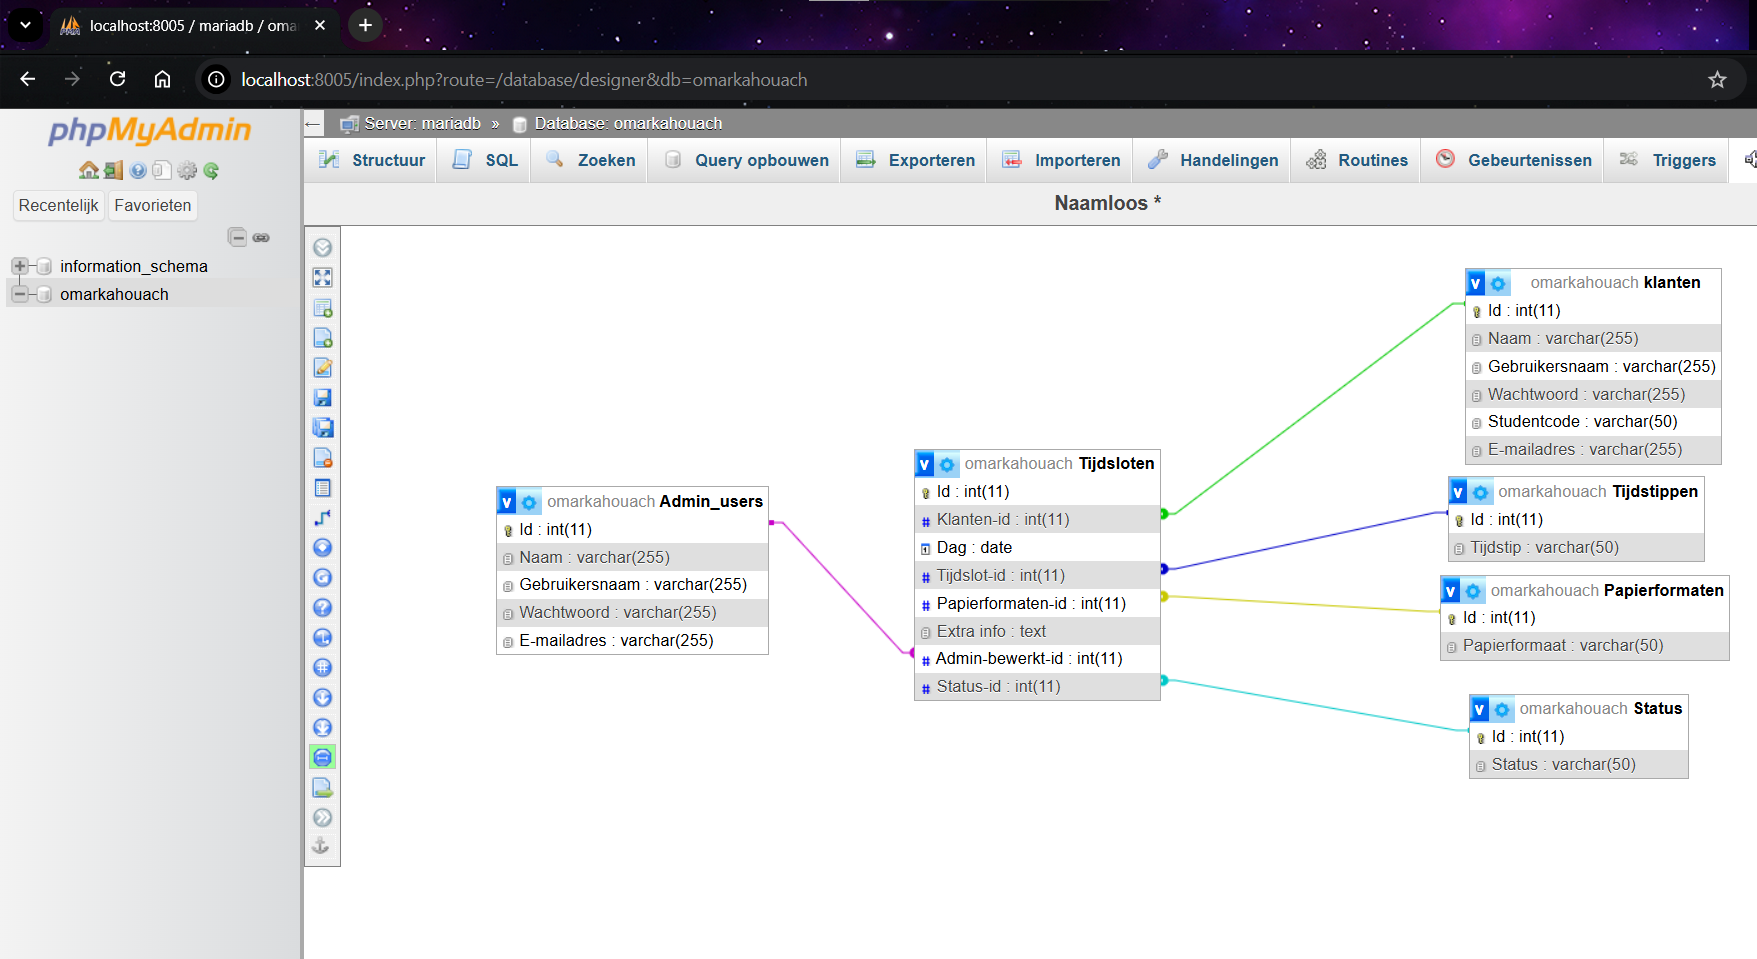 localhost:8005 / mariadb / oma
localhost:8005/index.php?route=/database/designer&db=omarkahouach
phpMyAdmin
Recentelijk Favorieten
information_schema
omarkahouach
Server: mariadb » Database: omarkahouach
Structuur SQL Zoeken Query opbouwen Exporteren Importeren Handelingen Routines Gebeurtenissen Triggers
Naamloos *
v omarkahouach Admin_users
Id : int(11)
Naam : varchar(255)
Gebruikersnaam : varchar(255)
Wachtwoord : varchar(255)
E-mailadres : varchar(255)
v omarkahouach Tijdsloten
Id : int(11)
# Klanten-id : int(11)
Dag : date
# Tijdslot-id : int(11)
# Papierformaten-id : int(11)
Extra info : text
# Admin-bewerkt-id : int(11)
# Status-id : int(11)
v omarkahouach klanten
Id : int(11)
Naam : varchar(255)
Gebruikersnaam : varchar(255)
Wachtwoord : varchar(255)
Studentcode : varchar(50)
E-mailadres : varchar(255)
v omarkahouach Tijdstippen
Id : int(11)
Tijdstip : varchar(50)
v omarkahouach Papierformaten
Id : int(11)
Papierformaat : varchar(50)
v omarkahouach Status
Id : int(11)
Status : varchar(50)